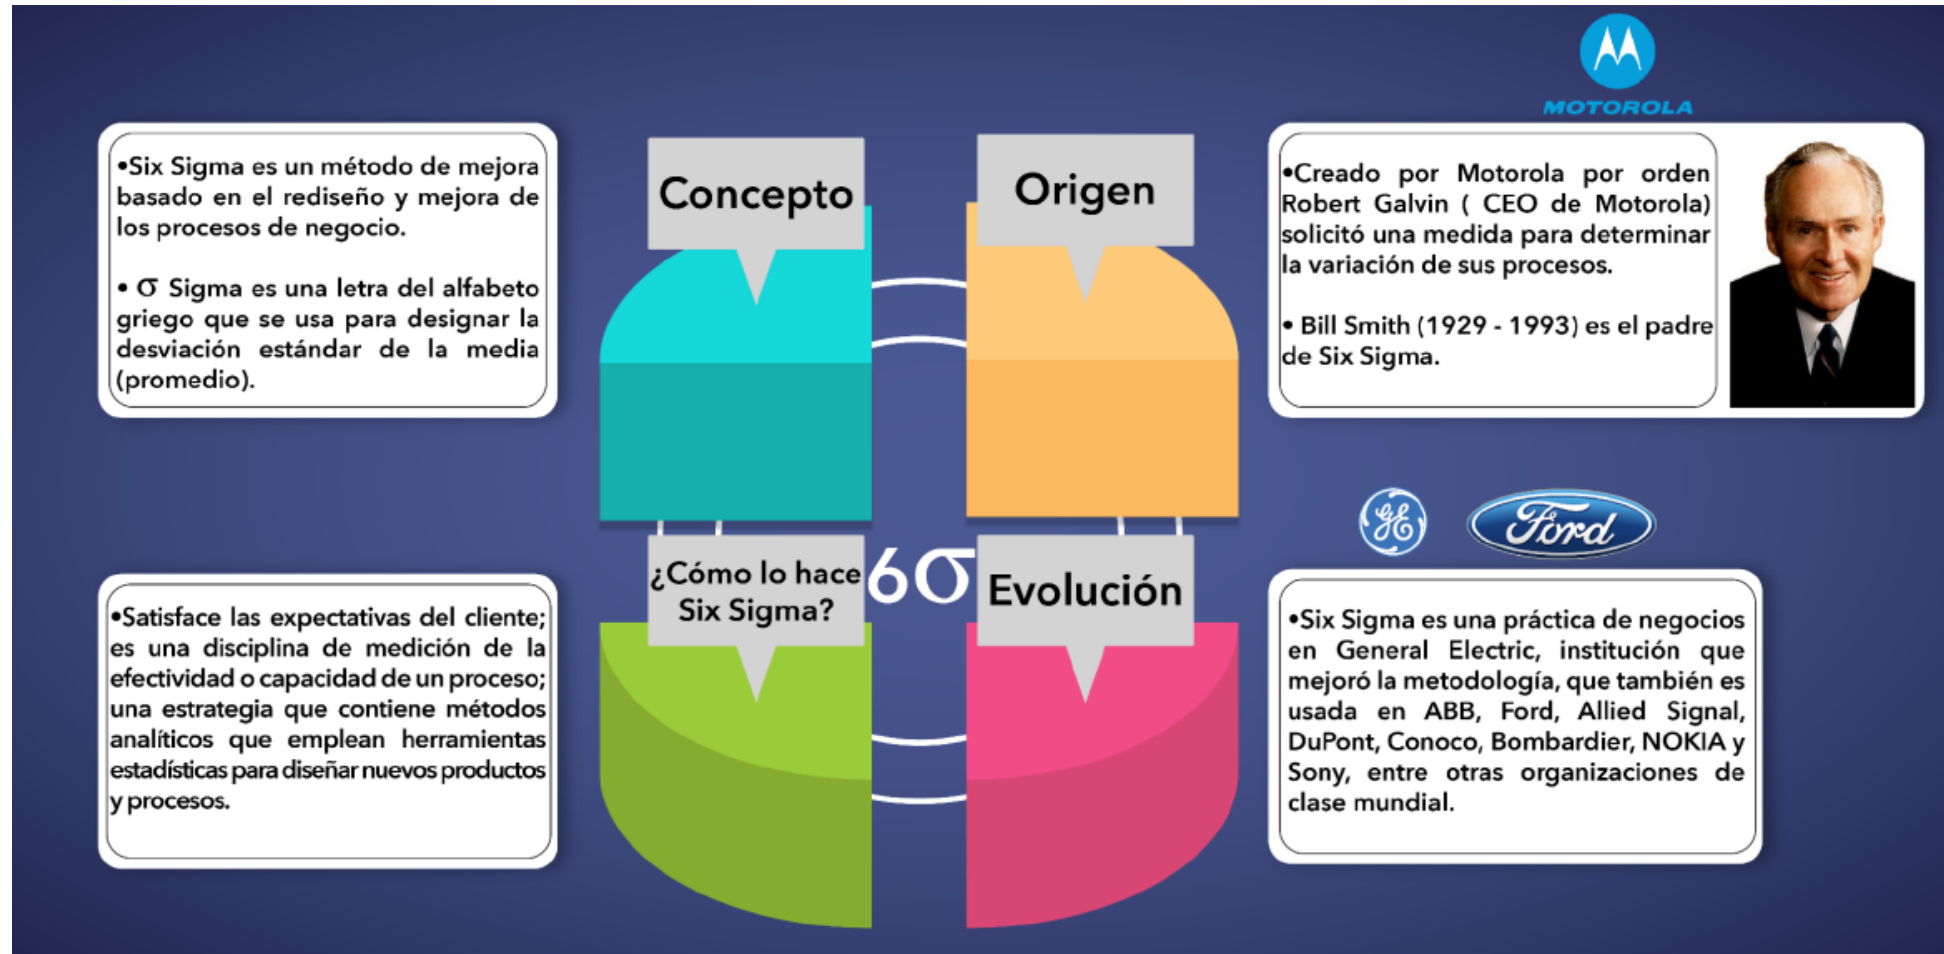 MOTOROLA
Concepto
•Six Sigma es un método de mejora
basado en el rediseño y mejora de
los procesos de negocio.
• σ Sigma es una letra del alfabeto
griego que se usa para designar la
desviación estándar de la media
(promedio).
Origen
•Creado por Motorola por orden
Robert Galvin ( CEO de Motorola)
solicitó una medida para determinar
la variación de sus procesos.
• Bill Smith (1929 - 1993) es el padre
de Six Sigma.
¿Cómo lo hace
Six Sigma?
•Satisface las expectativas del cliente;
es una disciplina de medición de la
efectividad o capacidad de un proceso;
una estrategia que contiene métodos
analíticos que emplean herramientas
estadísticas para diseñar nuevos productos
y procesos.
6σ
GE
Ford
Evolución
•Six Sigma es una práctica de negocios
en General Electric, institución que
mejoró la metodología, que también es
usada en ABB, Ford, Allied Signal,
DuPont, Conoco, Bombardier, NOKIA y
Sony, entre otras organizaciones de
clase mundial.